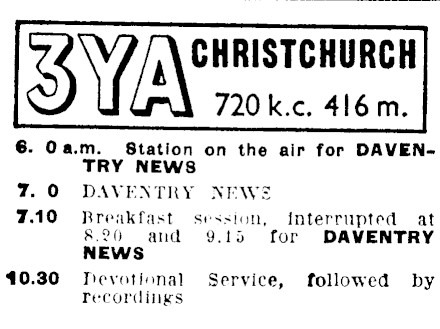 3YA CHRISTCHURCH
720 k.c. 416 m.
6. 0 a.m. Station on the air for DAVEN-
TRY NEWS
7. 0 DAVENTRY NEWS
7.10 Breakfast session, interrupted at
8.20 and 9.15 for DAVENTRY
NEWS
10.30 Devotional Service, followed by
recordings